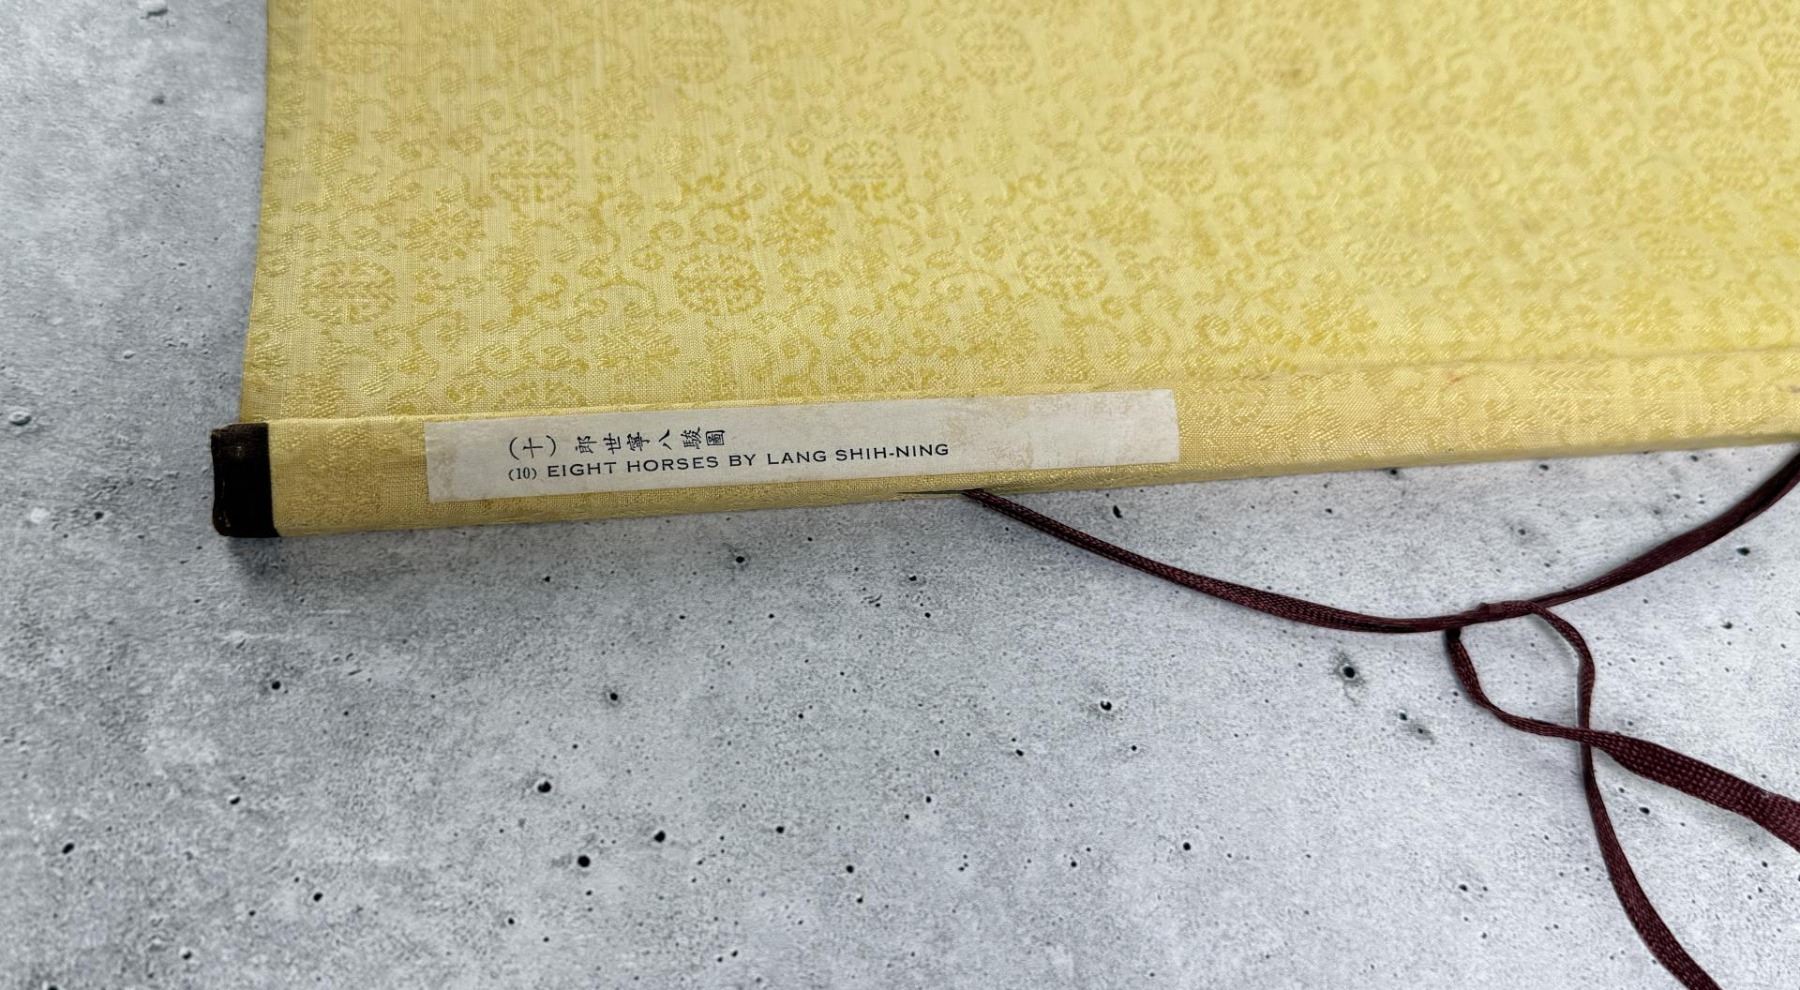 （十） 郎世寧八駿圖
(10) EIGHT HORSES BY LANG SHIH-NING